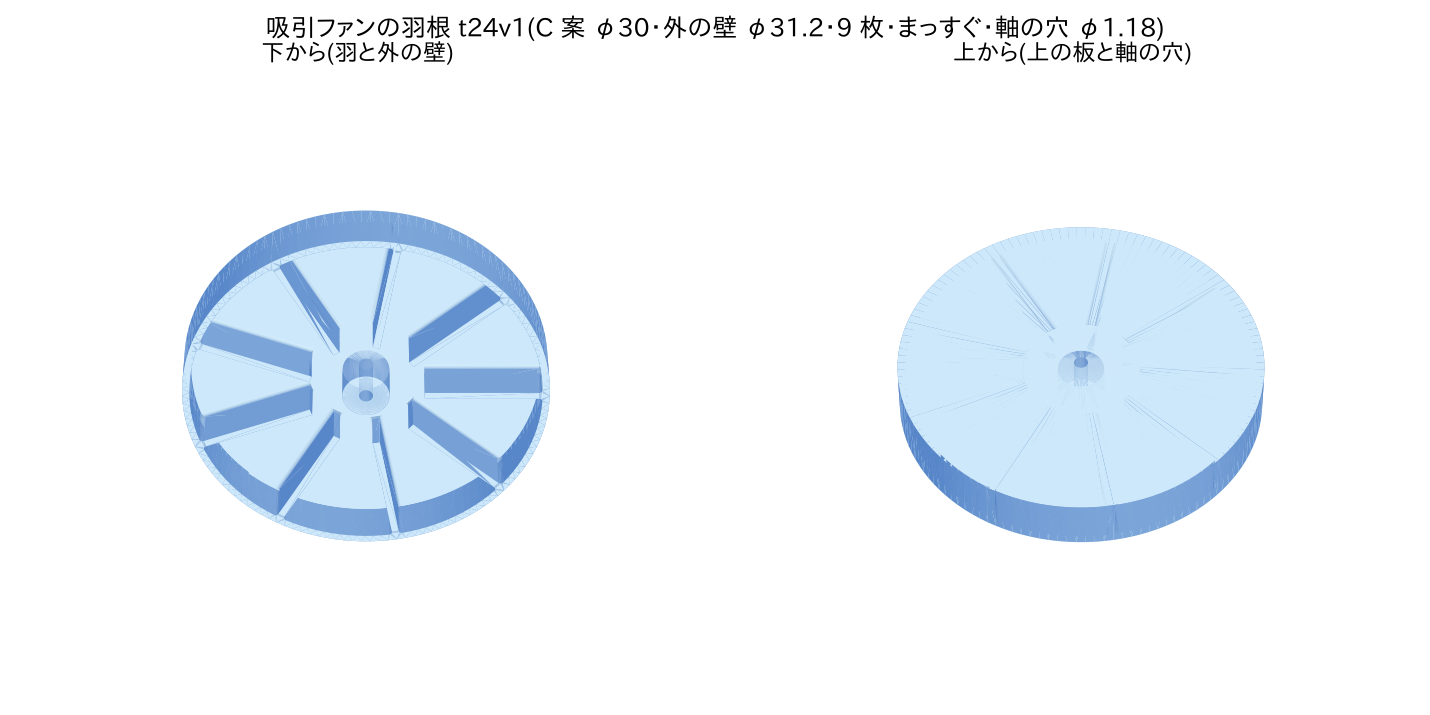 吸引ファンの羽根 t24v1(C 案 φ30・外の壁 φ31.2・9 枚・まっすぐ・軸の穴 φ1.18)
下から(羽と外の壁)
上から(上の板と軸の穴)